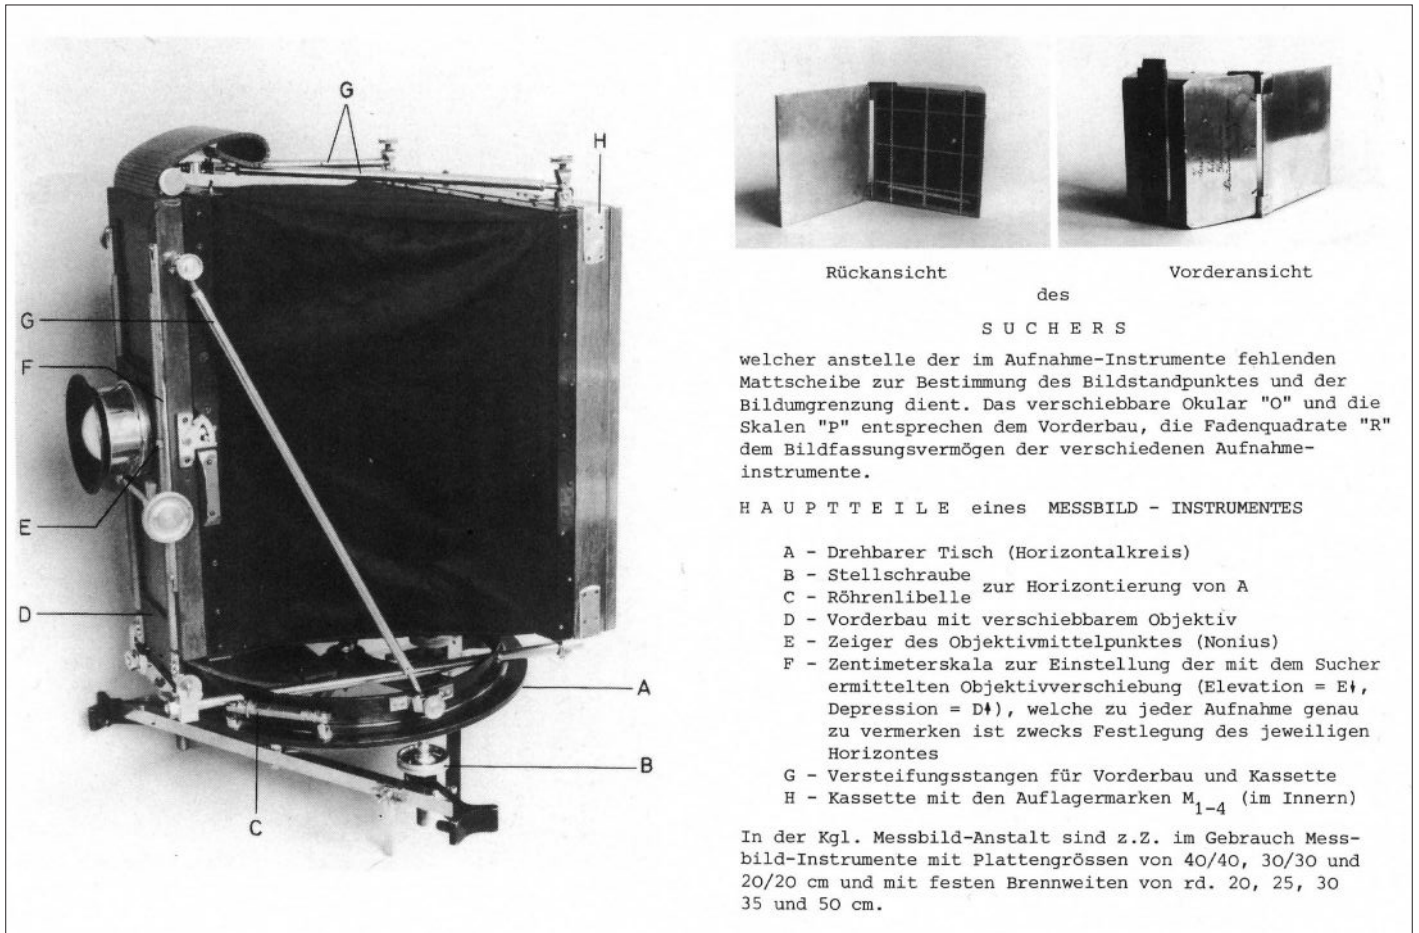 G
H
G
F
E
D
A
B
C
Rückansicht
Vorderansicht
des
S U C H E R S
welcher anstelle der im Aufnahme-Instrumente fehlenden
Mattscheibe zur Bestimmung des Bildstandpunktes und der
Bildumgrenzung dient. Das verschiebbare Okular "O" und die
Skalen "P" entsprechen dem Vorderbau, die Fadenquadrate "R"
dem Bildfassungsvermögen der verschiedenen Aufnahme-
instrumente.
H A U P T T E I L E eines MESSBILD - INSTRUMENTES
A - Drehbarer Tisch (Horizontalkreis)
B - Stellschraube
C - Röhrenlibelle
zur Horizontierung von A
D - Vorderbau mit verschiebbarem Objektiv
E - Zeiger des Objektivmittelpunktes (Nonius)
F - Zentimeterskala zur Einstellung der mit dem Sucher
ermittelten Objektivverschiebung (Elevation = E↓,
Depression = D↑), welche zu jeder Aufnahme genau
zu vermerken ist zwecks Festlegung des jeweiligen
Horizontes
G - Versteifungsstangen für Vorderbau und Kassette
H - Kassette mit den Auflagermarken M1-4 (im Innern)
In der Kgl. Messbild-Anstalt sind z.Z. im Gebrauch Mess-
bild-Instrumente mit Plattengrössen von 40/40, 30/30 und
20/20 cm und mit festen Brennweiten von rd. 20, 25, 30
35 und 50 cm.